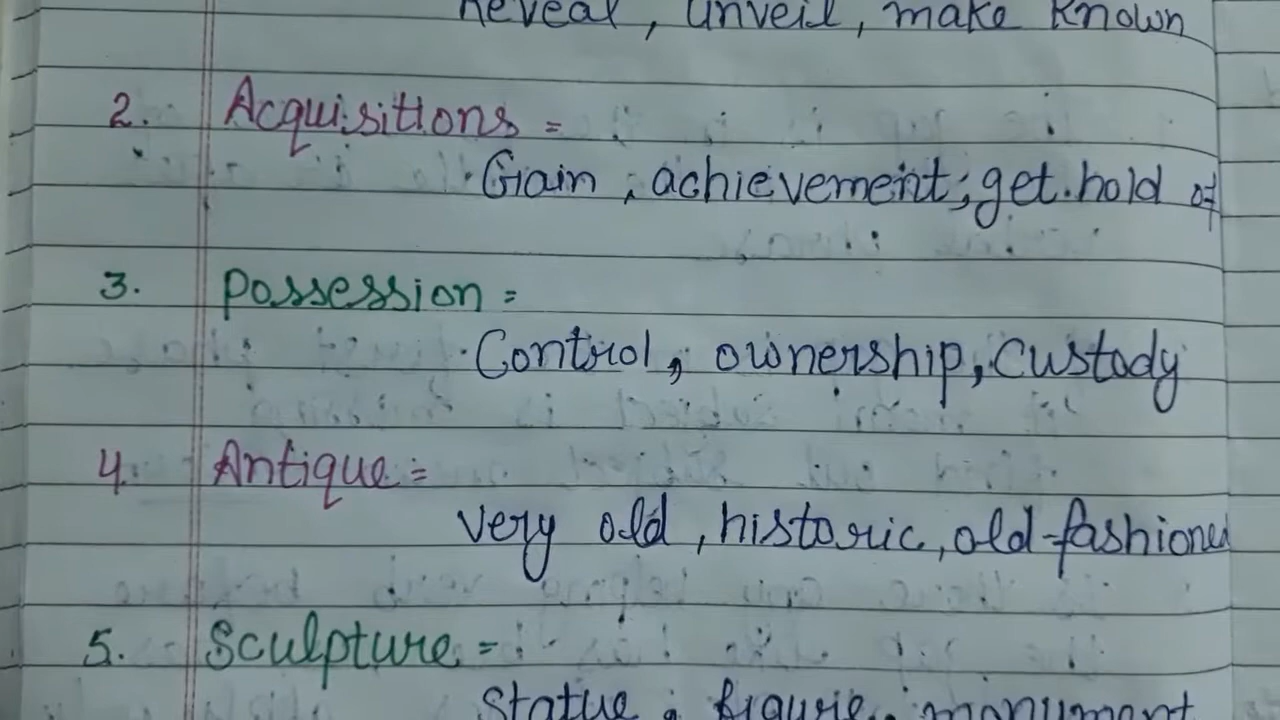 Reveal, unveil, make known
2. Acquisitions =
Gain, achievement; get hold of
3. Possession =
Control, ownership, Custody
4. Antique =
Very old, historic, old-fashioned
5. Sculpture =
Statue, figure, monument